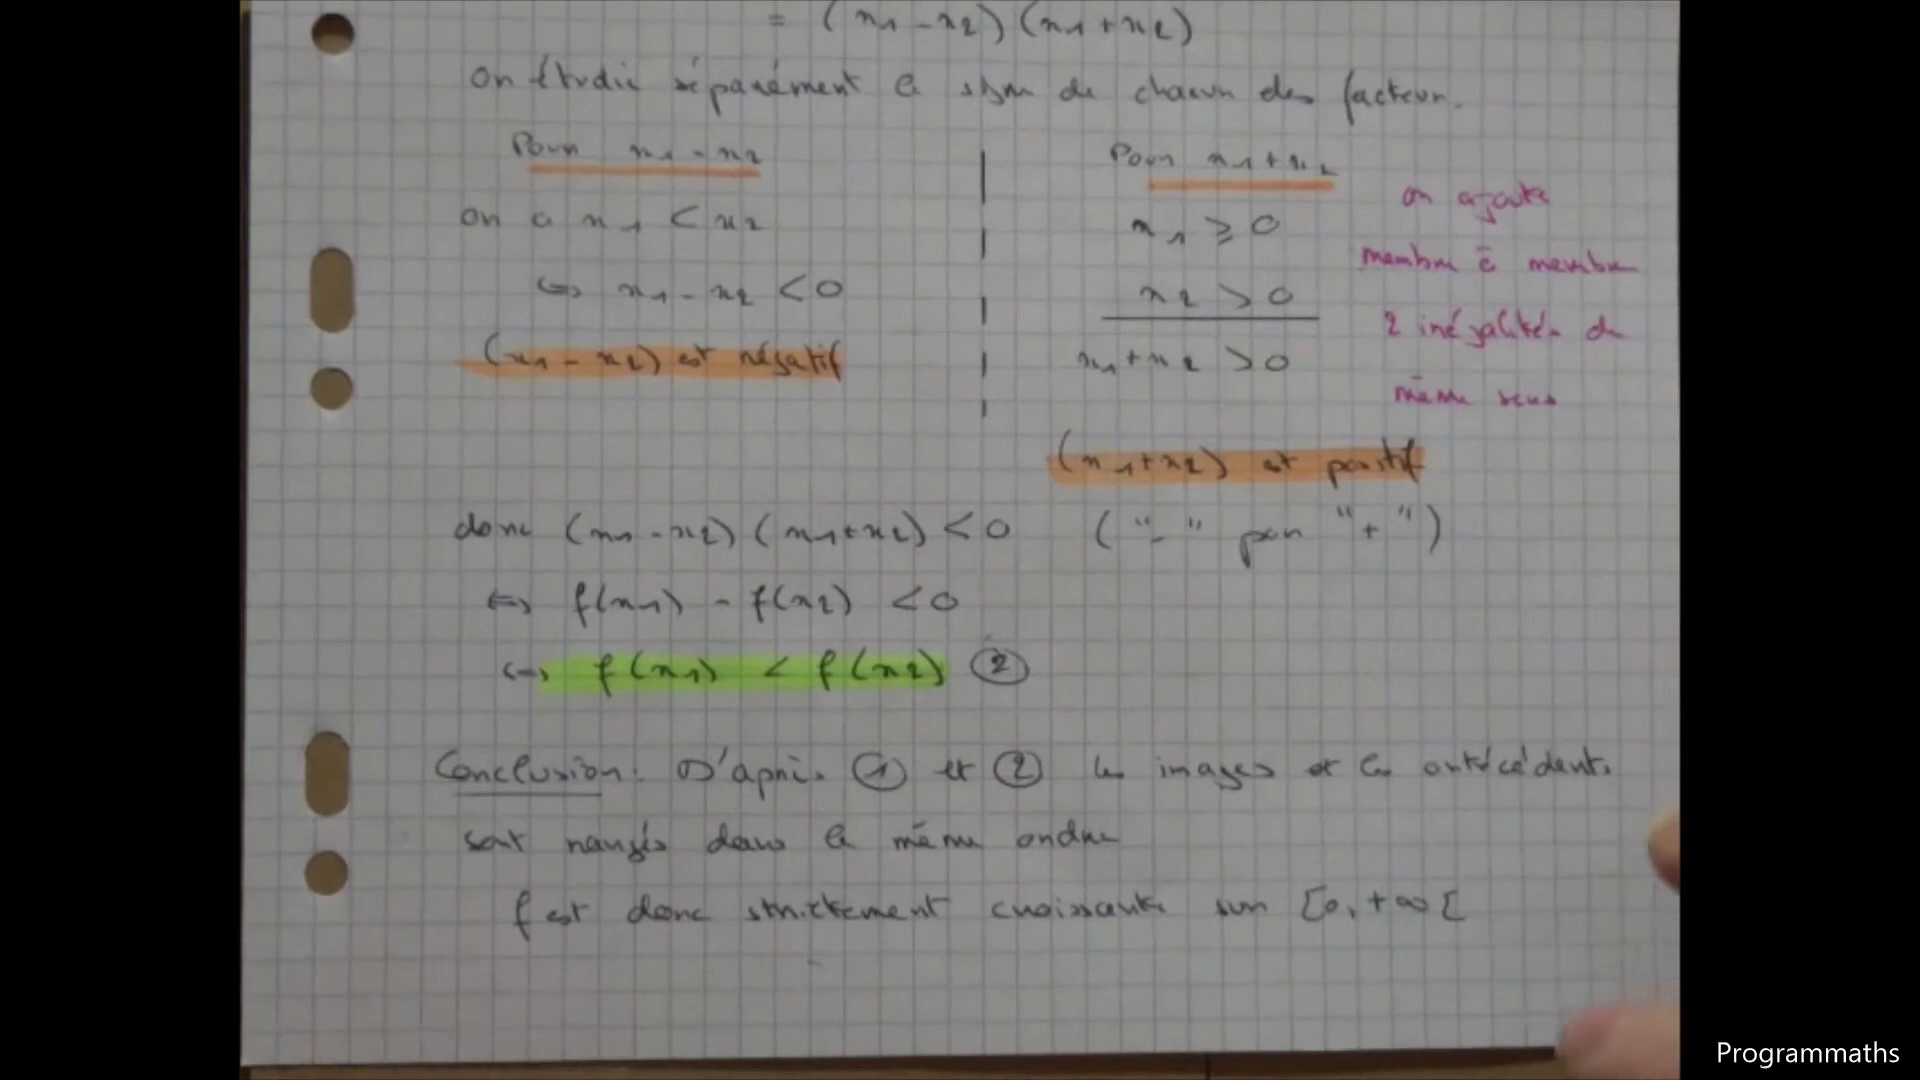 = (x1 - x2)(x1 + x2)
on étudie séparément le signe de chacun des facteurs.
Pour x1 - x2
on a x1 < x2
⇔ x1 - x2 < 0
(x1 - x2) est négatif
Pour x1 + x2
x1 ⩾ 0
x2 > 0
x1 + x2 > 0
(x1 + x2) est positif
on ajoute
membre à membre
2 inégalités de
même sens
donc (x1 - x2)(x1 + x2) < 0 ("-" par "+")
⇔ f(x1) - f(x2) < 0
⇔ f(x1) < f(x2) ②
Conclusion : D'après ① et ② les images et les antécédents
sont rangés dans le même ordre
f est donc strictement croissante sur [0, +∞[
Programmaths